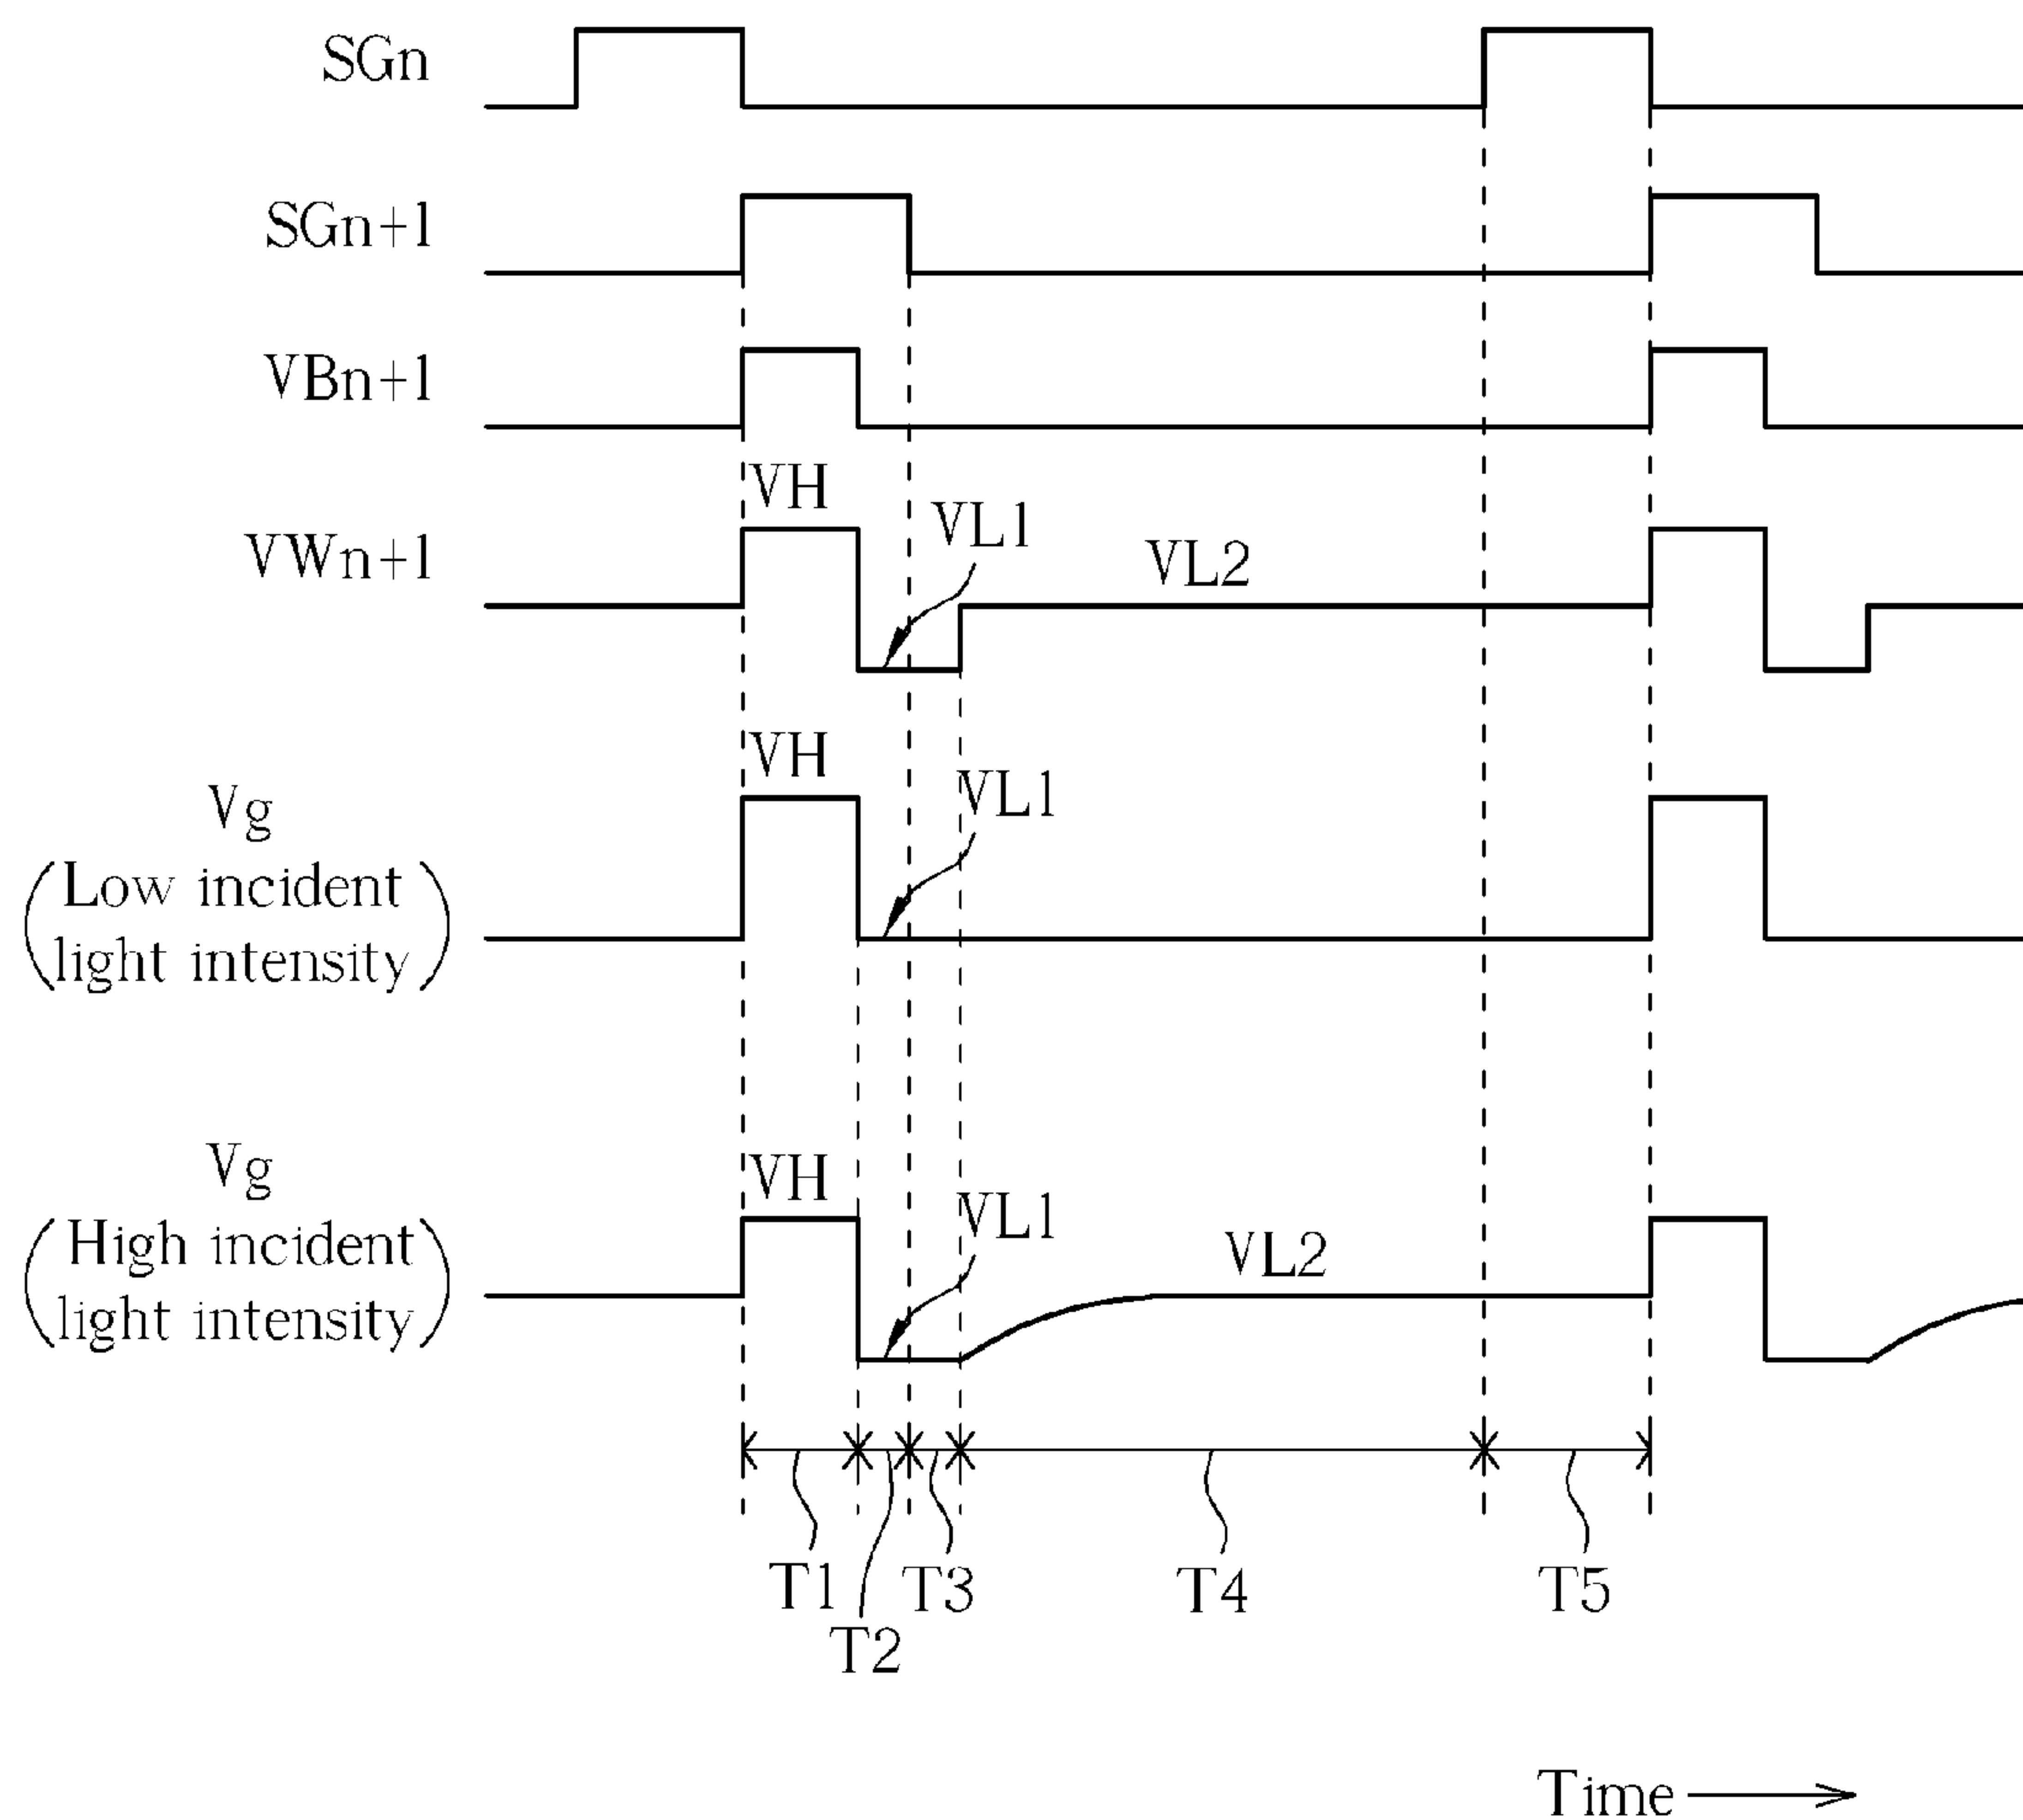 SGn
SGn+1
VBn+1
VH
VL1
VL2
VWn+1
VH
VL1
Vg
(Low incident
light intensity)
VH
VL1
VL2
Vg
(High incident
light intensity)
T1
T2
T3
T4
T5
Time